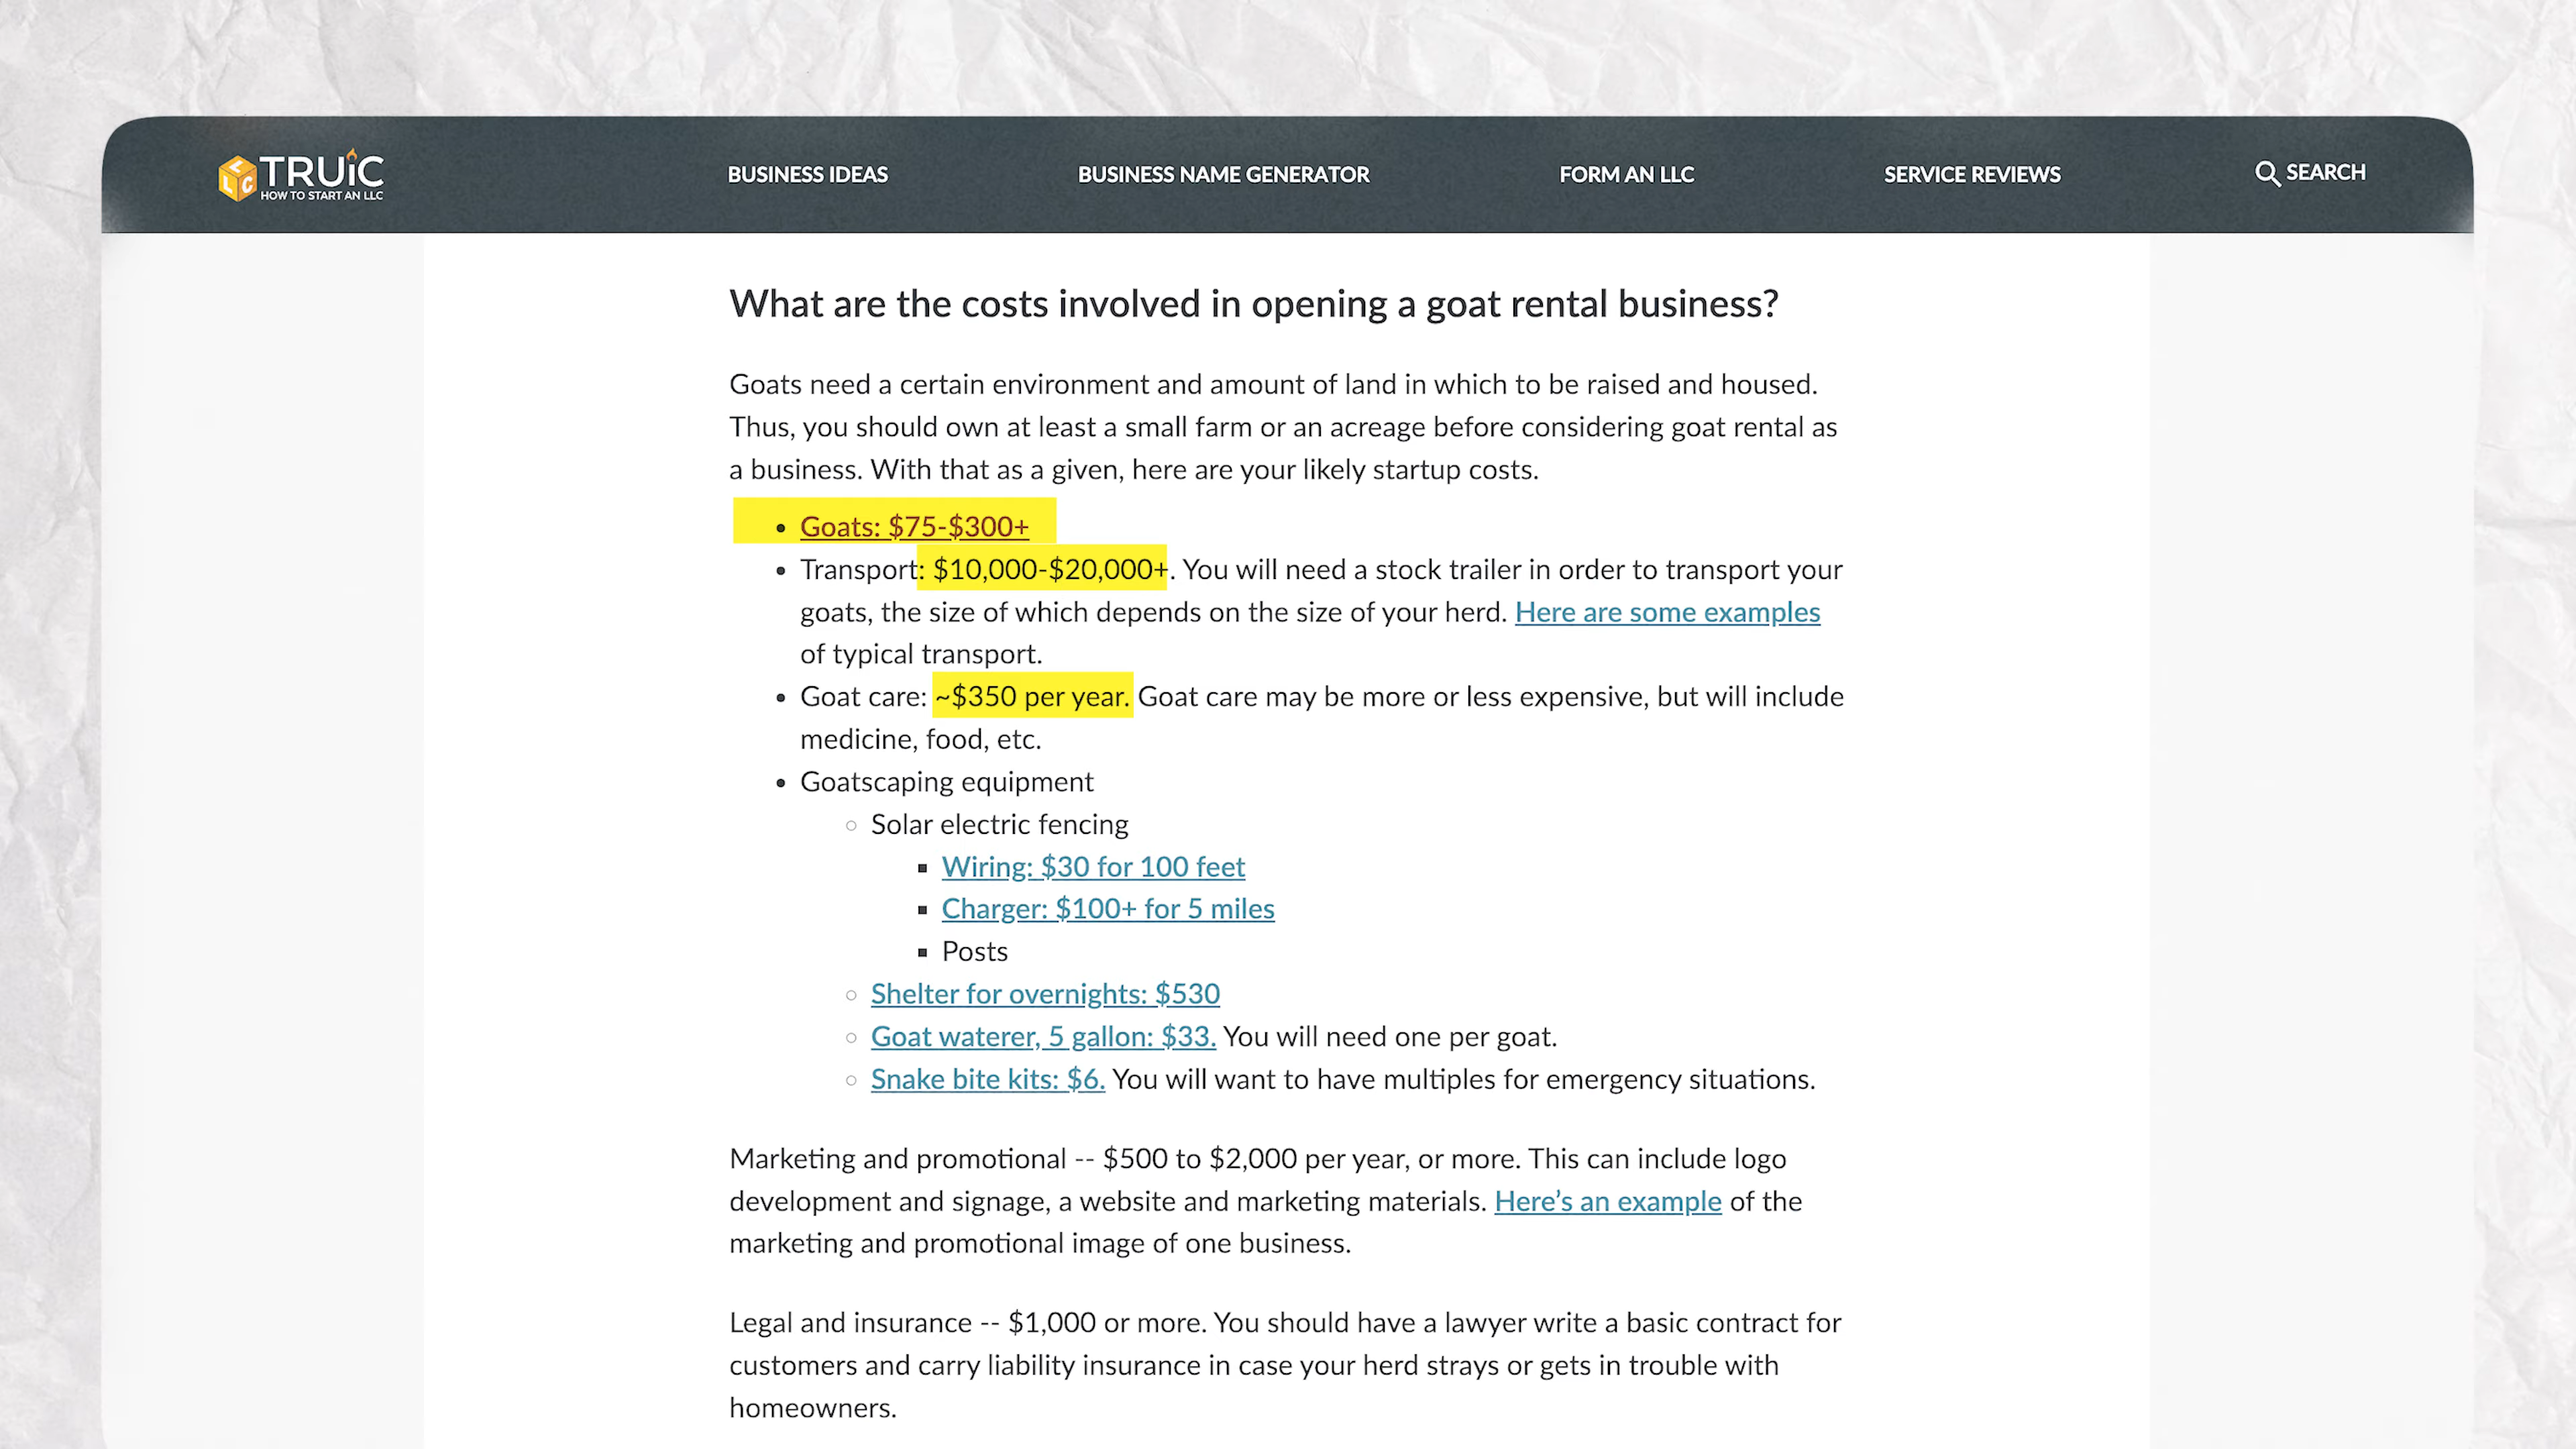 TRUiC
HOW TO START AN LLC
BUSINESS IDEAS
BUSINESS NAME GENERATOR
FORM AN LLC
SERVICE REVIEWS
SEARCH
What are the costs involved in opening a goat rental business?
Goats need a certain environment and amount of land in which to be raised and housed.
Thus, you should own at least a small farm or an acreage before considering goat rental as
a business. With that as a given, here are your likely startup costs.
• Goats: $75-$300+
• Transport: $10,000-$20,000+. You will need a stock trailer in order to transport your
goats, the size of which depends on the size of your herd. Here are some examples
of typical transport.
• Goat care: ~$350 per year. Goat care may be more or less expensive, but will include
medicine, food, etc.
• Goatscaping equipment
○ Solar electric fencing
▪ Wiring: $30 for 100 feet
▪ Charger: $100+ for 5 miles
▪ Posts
○ Shelter for overnights: $530
○ Goat waterer, 5 gallon: $33. You will need one per goat.
○ Snake bite kits: $6. You will want to have multiples for emergency situations.
Marketing and promotional -- $500 to $2,000 per year, or more. This can include logo
development and signage, a website and marketing materials. Here’s an example of the
marketing and promotional image of one business.
Legal and insurance -- $1,000 or more. You should have a lawyer write a basic contract for
customers and carry liability insurance in case your herd strays or gets in trouble with
homeowners.